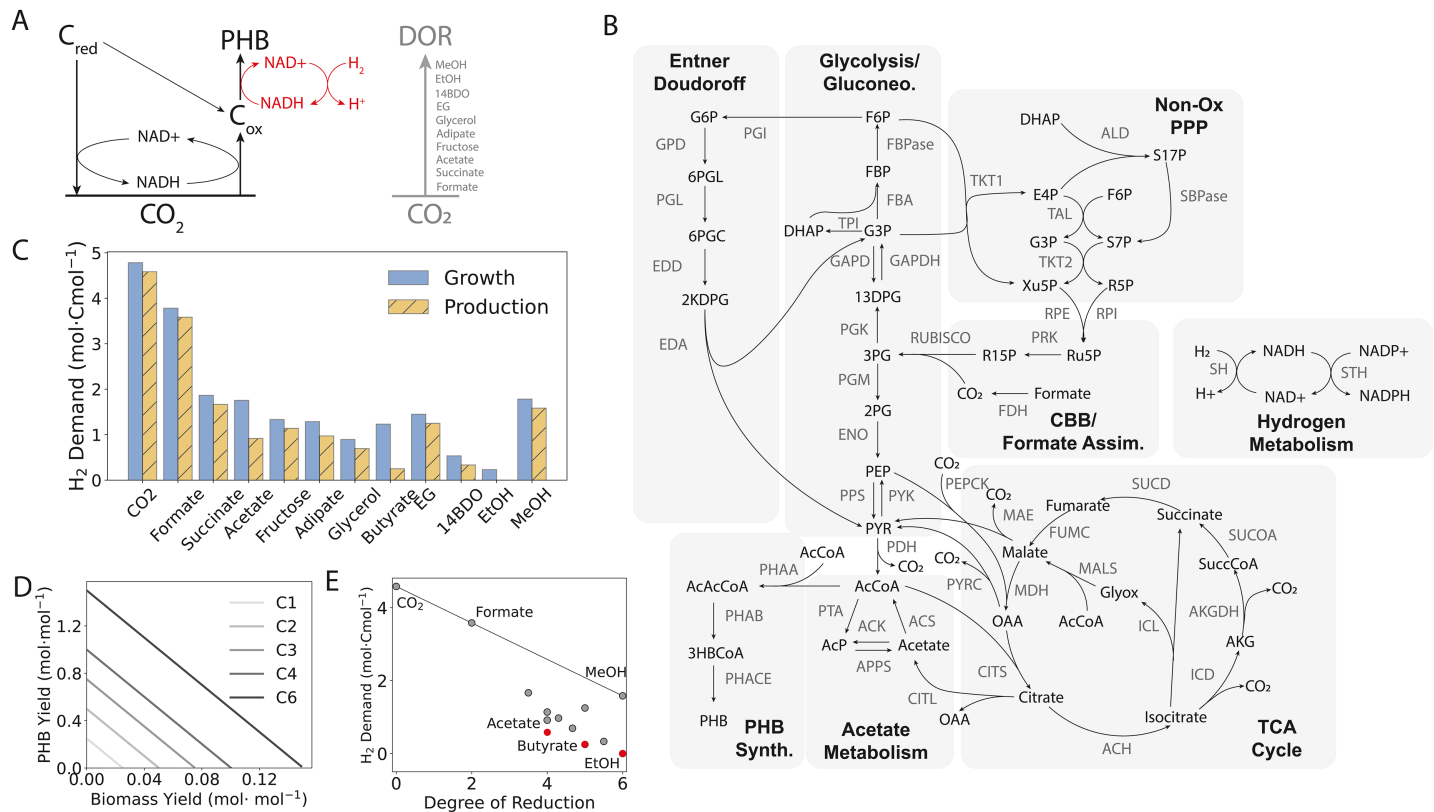 A
C red
PHB
NAD+
H2
NADH
H+
C ox
NAD+
NADH
CO2
DOR
MeOH
EtOH
14BDO
EG
Glycerol
Adipate
Fructose
Acetate
Succinate
Formate
CO2
B
Entner
Doudoroff
G6P
GPD
6PGL
PGL
6PGC
EDD
2KDPG
EDA
Glycolysis/
Gluconeo.
PGI
F6P
FBPase
FBP
FBA
DHAP
TPI
G3P
GAPD
GAPDH
13DPG
PGK
3PG
PGM
2PG
ENO
PEP
PPS
PYK
PYR
Non-Ox
PPP
DHAP
ALD
S17P
TKT1
E4P
F6P
SBPase
TAL
G3P
S7P
TKT2
Xu5P
R5P
RPE
RPI
RUBISCO
R15P
PRK
Ru5P
CO2
Formate
FDH
CBB/
Formate Assim.
H2
NADH
NADP+
SH
STH
H+
NAD+
NADPH
Hydrogen
Metabolism
CO2
PEPCK
CO2
MAE
Fumarate
SUCD
Succinate
FUMC
SUCOA
Malate
PDH
CO2
CO2
PYRC
MDH
MALS
Glyox
SuccCoA
AKGDH
CO2
OAA
AcCoA
ICL
AKG
ICD
CO2
CITS
CITL
Citrate
OAA
Isocitrate
ACH
TCA
Cycle
AcCoA
PHAA
AcAcCoA
PHAB
3HBCoA
PHACE
PHB
PHB
Synth.
AcCoA
PTA
ACK
ACS
AcP
Acetate
APPS
Acetate
Metabolism
C
H2 Demand (mol·Cmol−1)
5
4
3
2
1
0
Growth
Production
CO2
Formate
Succinate
Acetate
Fructose
Adipate
Glycerol
Butyrate
EG
14BDO
EtOH
MeOH
D
PHB Yield (mol·mol−1)
1.2
0.8
0.4
0.0
0.00
0.04
0.08
0.12
Biomass Yield (mol· mol−1)
C1
C2
C3
C4
C6
E
H2 Demand (mol·Cmol−1)
4
2
0
0
2
4
6
Degree of Reduction
CO2
Formate
MeOH
Acetate
Butyrate
EtOH